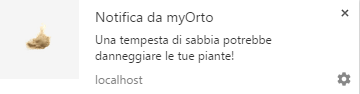 Notifica da myOrto
Una tempesta di sabbia potrebbe
danneggiare le tue piante!
localhost